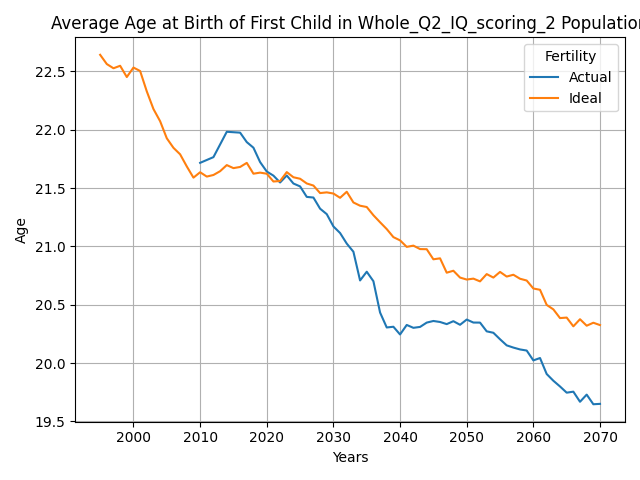 Average Age at Birth of First Child in Whole_Q2_IQ_scoring_2 Population
Fertility
Actual
Ideal
22.5
22.0
21.5
21.0
20.5
20.0
19.5
Age
2000
2010
2020
2030
2040
2050
2060
2070
Years